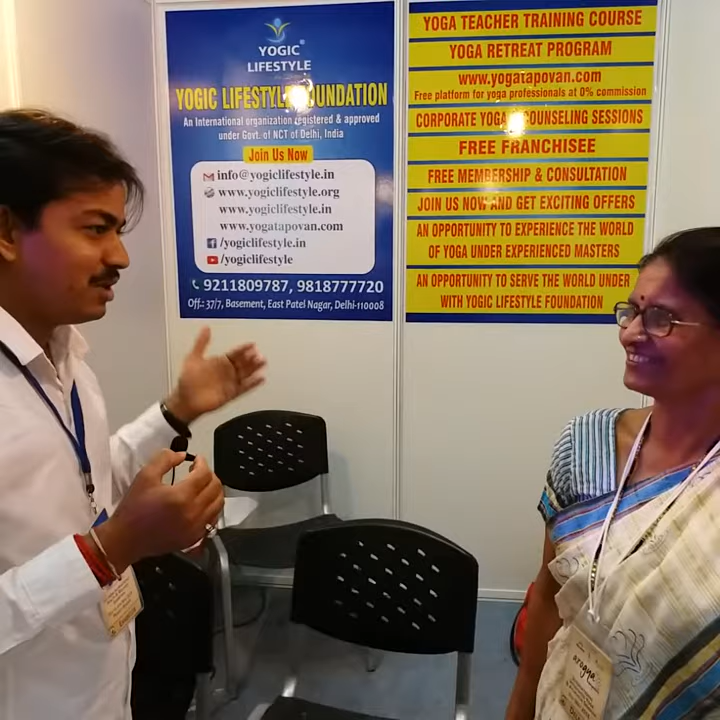 YOGIC
LIFESTYLE
YOGIC LIFESTYLE FOUNDATION
An International organization registered & approved
under Govt. of NCT of Delhi, India
Join Us Now
info@yogiclifestyle.in
www.yogiclifestyle.org
www.yogiclifestyle.in
www.yogatapovan.com
/yogiclifestyle.in
/yogiclifestyle
9211809787, 9818444720
Off.:-37/7, Basement, East Patel Nagar, Delhi-110008
YOGA TEACHER TRAINING COURSE
YOGA RETREAT PROGRAM
WWW.YOGATAPOVAN.COM
Free platform for yoga professionals at 0% commission
CORPORATE YOGA & COUNSELING SESSIONS
FREE FRANCHISEE
FREE MEMBERSHIP & CONSULTATION
JOIN US NOW AND GET EXCITING OFFERS
AN OPPORTUNITY TO EXPERIENCE THE WORLD
OF YOGA UNDER EXPERIENCED MASTERS
AN OPPORTUNITY TO SERVE THE WORLD UNDER
WITH YOGIC LIFESTYLE FOUNDATION
arogya